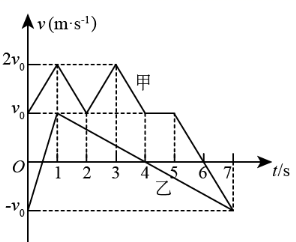 v(m·s⁻¹)
2v₀
甲
v₀
O
1 2 3 4 5 6 7 t/s
乙
-v₀